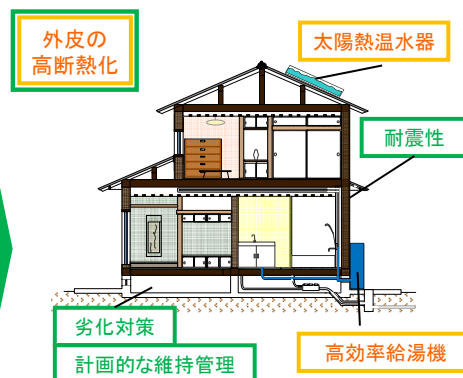 外皮の
高断熱化
太陽熱温水器
耐震性
劣化対策
計画的な維持管理
高効率給湯機